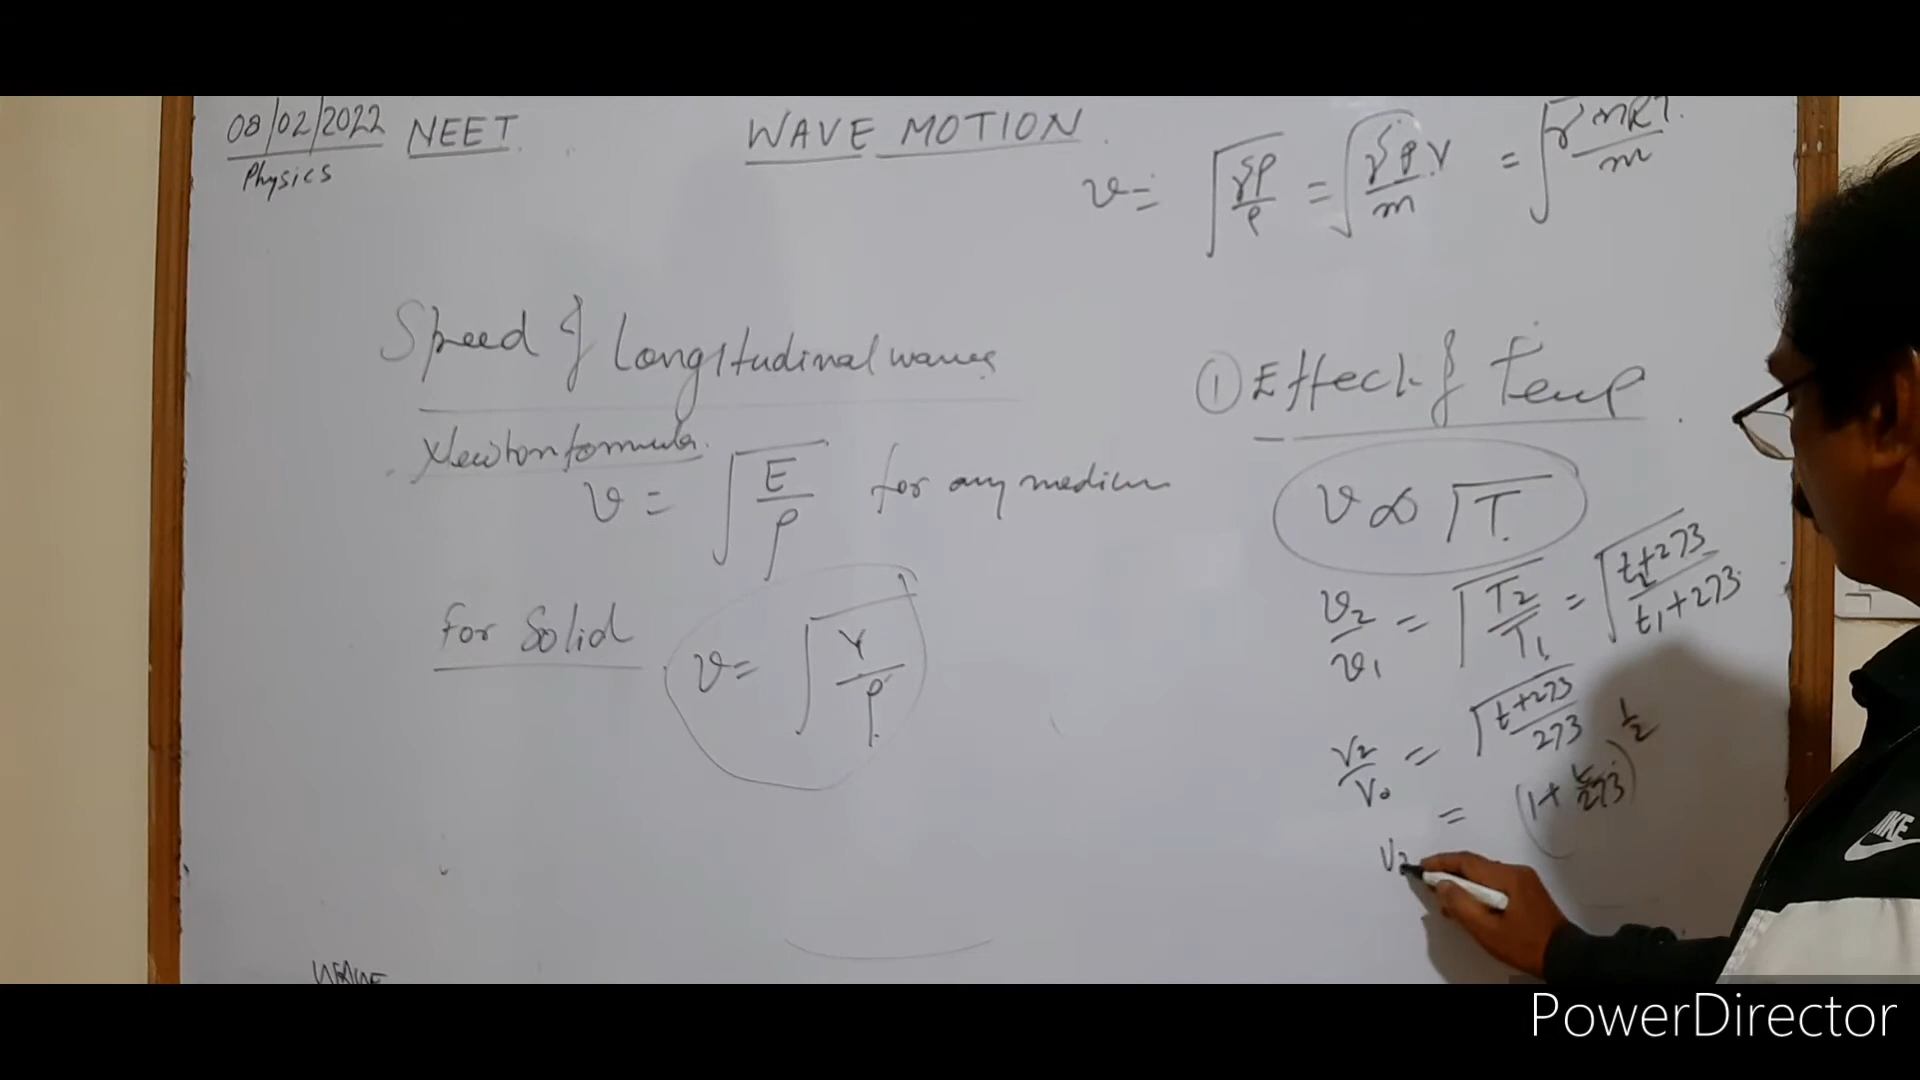 08/02/2022 NEET
Physics
WAVE MOTION
v = √(γP/ρ) = √(γPV/m) = √(γnRT/m)
Speed of Longitudinal waves
Newton formula
v = √(E/ρ) for any medium
For Solid v = √(Y/ρ)
① Effect of Temp
v ∝ √T
v2/v1 = √(T2/T1) = √(t2+273/t1+273)
V2/V0 = √(t+273/273)
= (1+t/273)^1/2
V2
NIKE
PowerDirector